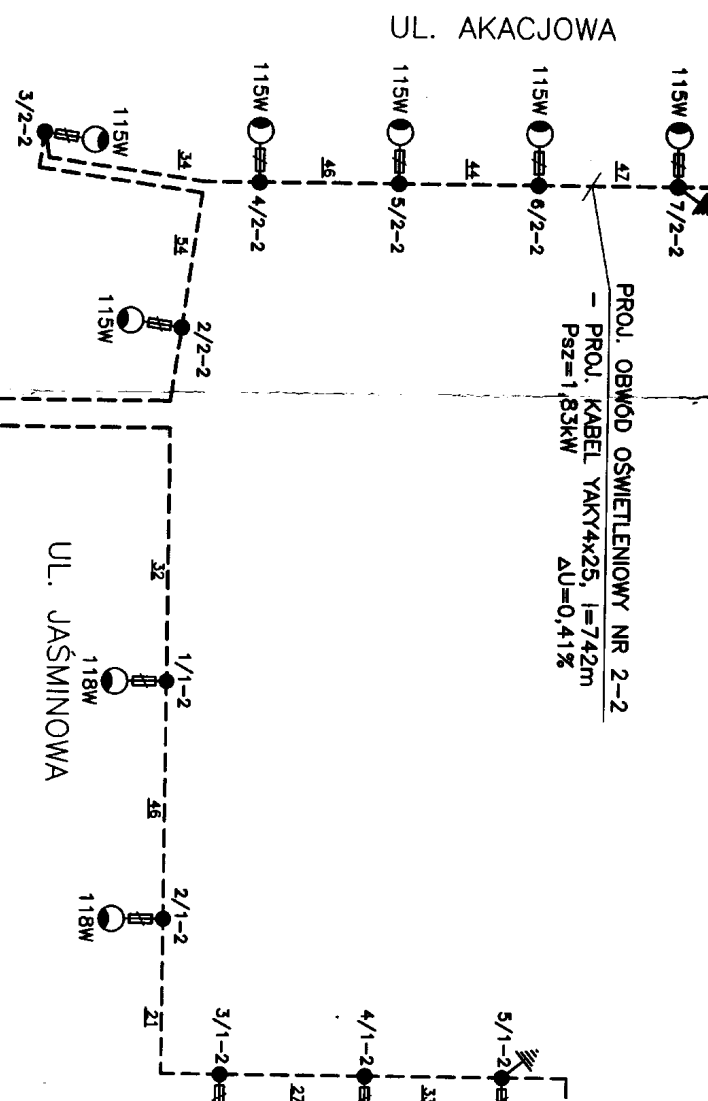 UL. AKACJOWA
115W
115W
115W
115W
115W
3/2-2
34
4/2-2
46
5/2-2
44
6/2-2
47
7/2-2
54
115W
2/2-2
PROJ. OBWÓD OŚWIETLENIOWY NR 2-2
- PROJ. KABEL YAKY4x25, l=742m
Psz=1,83kW ΔU=0,41%
32
UL. JAŚMINOWA
118W
1/1-2
46
118W
2/1-2
21
3/1-2
27
4/1-2
5/1-2